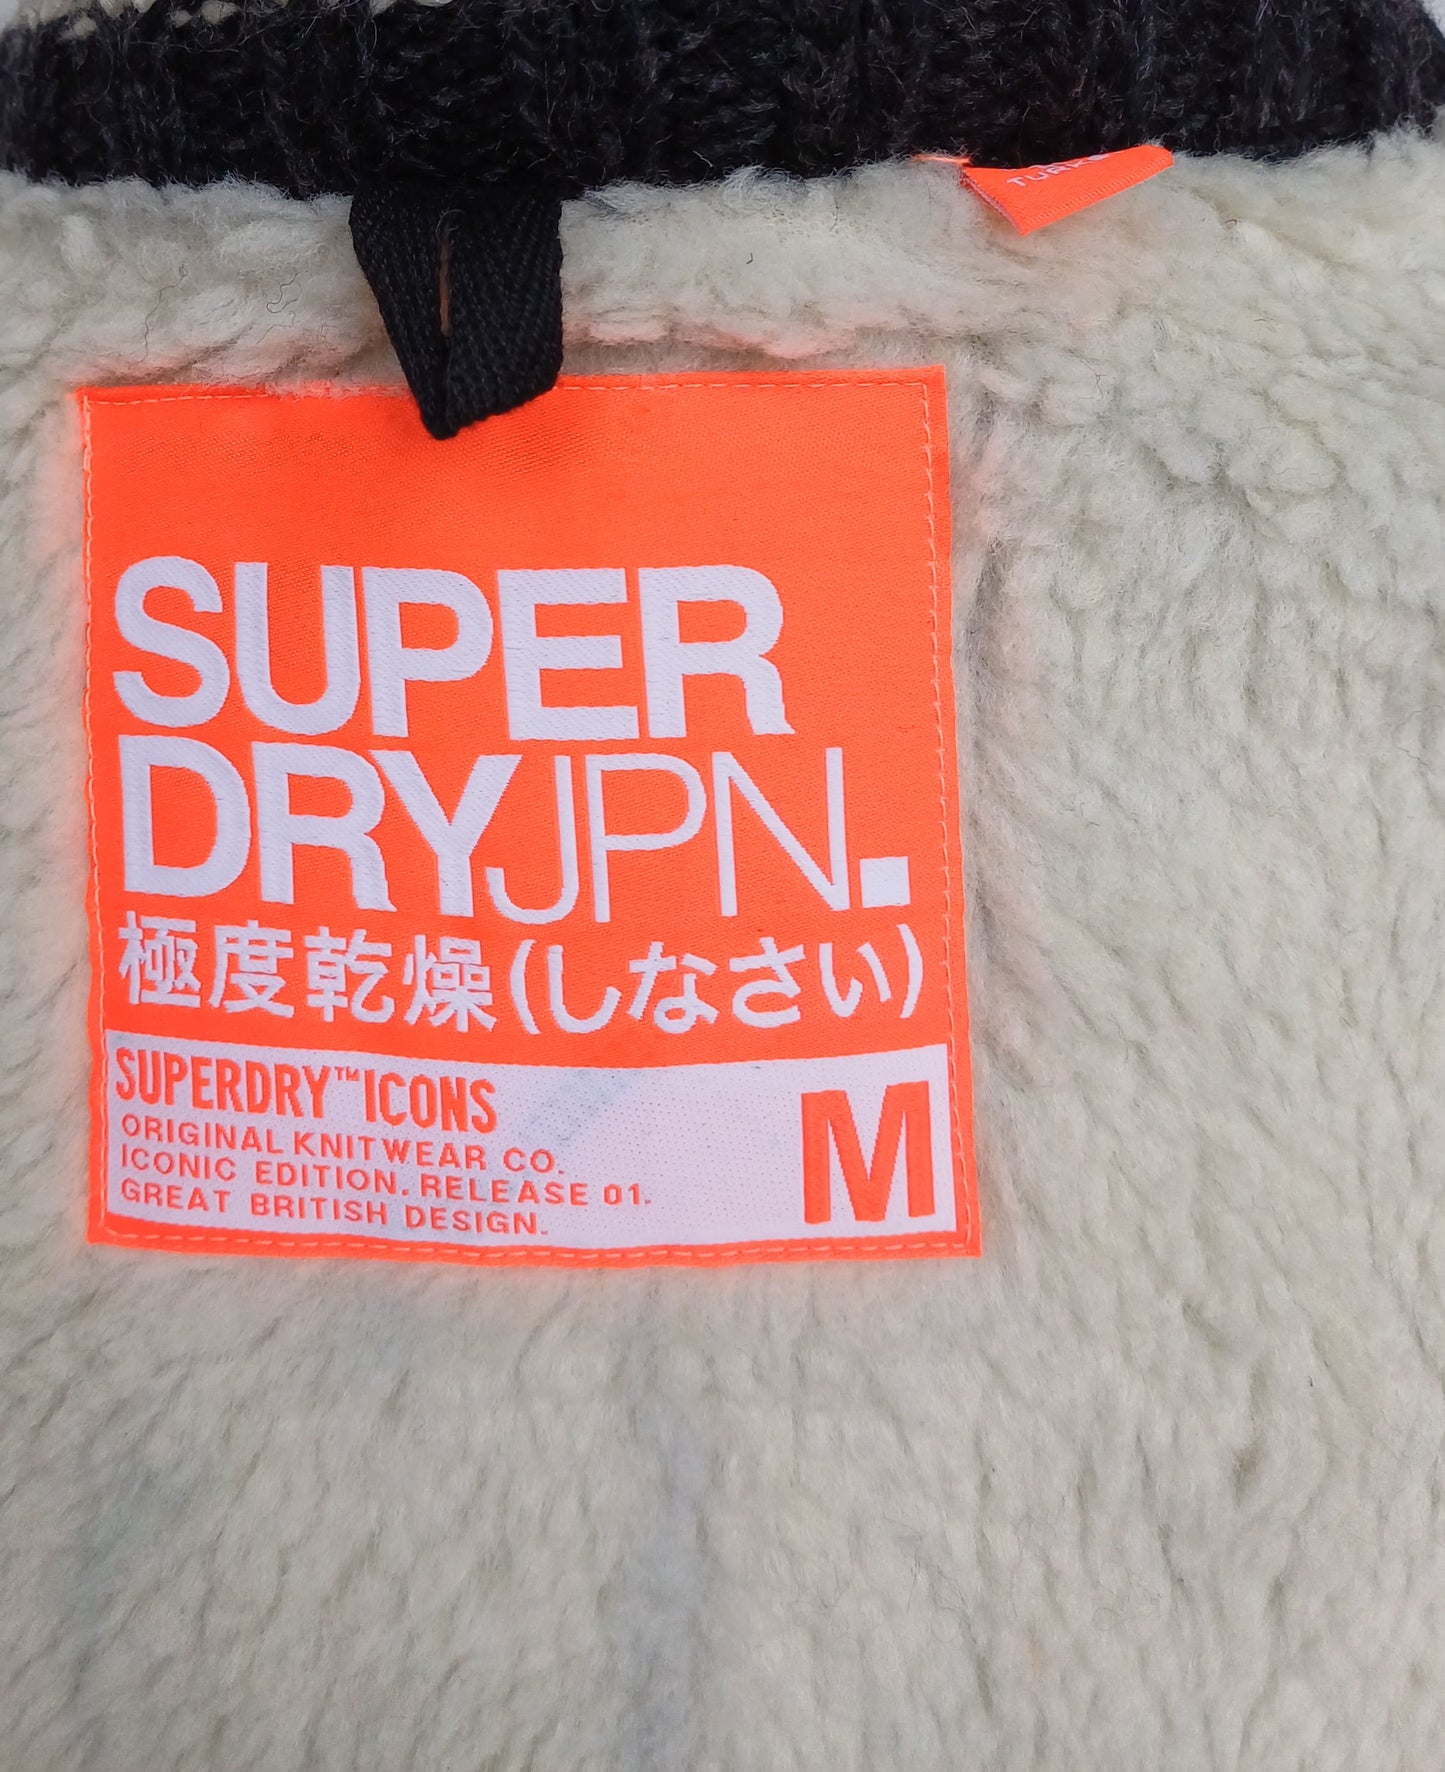 SUPER
DRYJPN.
極度乾燥(しなさい)
SUPERDRY™ICONS
ORIGINAL KNITWEAR CO.
ICONIC EDITION. RELEASE 01.
GREAT BRITISH DESIGN.
M